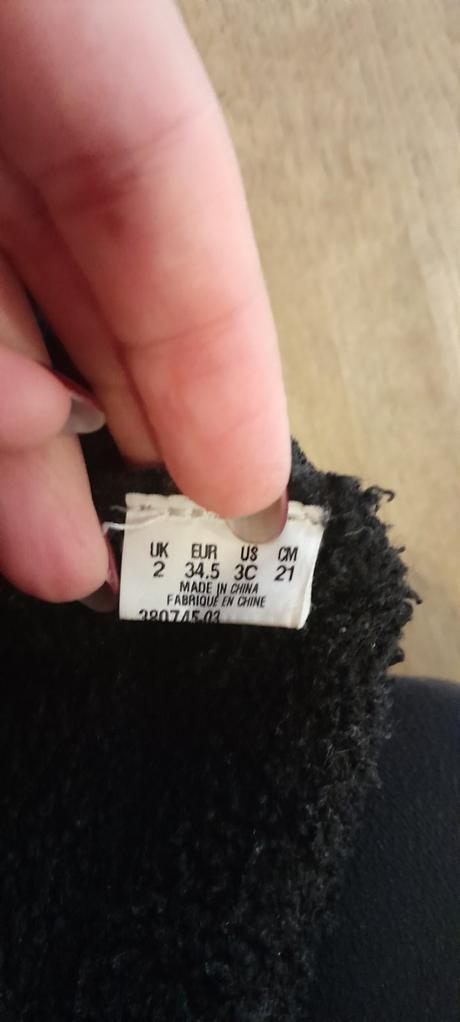 UK EUR US CM
2 34.5 3C 21
MADE IN CHINA
FABRIQUÉ EN CHINE
380745 03